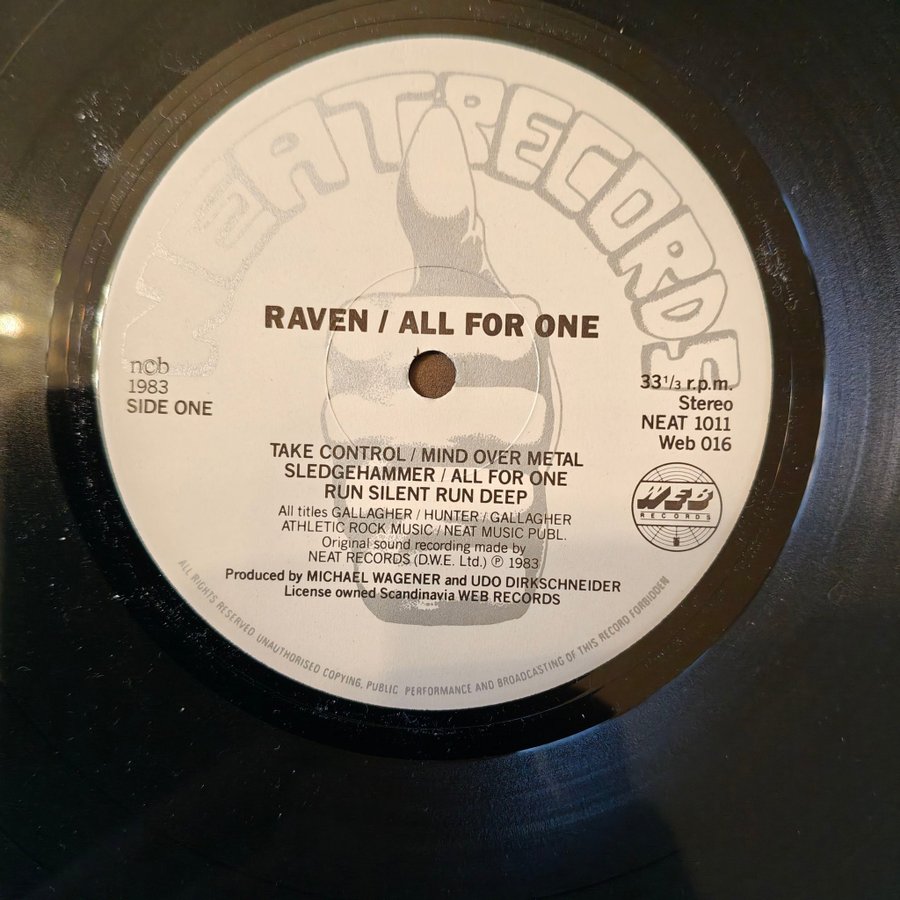 NEAT RECORDS
RAVEN / ALL FOR ONE
ncb
1983
SIDE ONE
33 1/3 r.p.m.
Stereo
NEAT 1011
Web 016
TAKE CONTROL / MIND OVER METAL
SLEDGEHAMMER / ALL FOR ONE
RUN SILENT RUN DEEP
All titles GALLAGHER / HUNTER / GALLAGHER
ATHLETIC ROCK MUSIC / NEAT MUSIC PUBL.
Original sound recording made by
NEAT RECORDS (D.W.E. Ltd.) ℗ 1983
Produced by MICHAEL WAGENER and UDO DIRKSCHNEIDER
License owned Scandinavia WEB RECORDS
WEB
RECORDS
ALL RIGHTS RESERVED UNAUTHORISED COPYING, PUBLIC PERFORMANCE AND BROADCASTING OF THIS RECORD FORBIDDEN